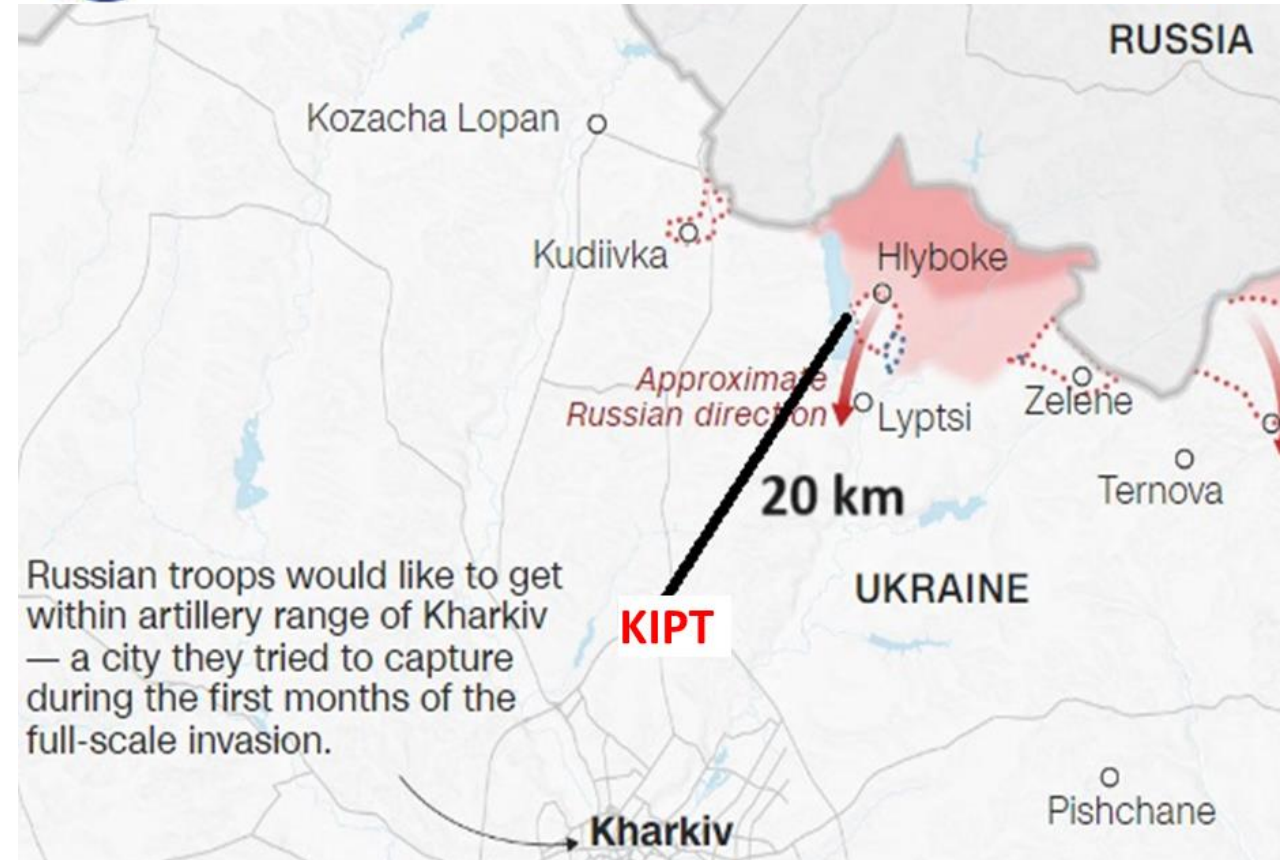 RUSSIA
Kozacha Lopan
Kudiivka
Hlyboke
Approximate
Russian direction
Lyptsi
Zelene
Ternova
20 km
UKRAINE
Russian troops would like to get
within artillery range of Kharkiv
— a city they tried to capture
during the first months of the
full-scale invasion.
KIPT
Pishchane
Kharkiv